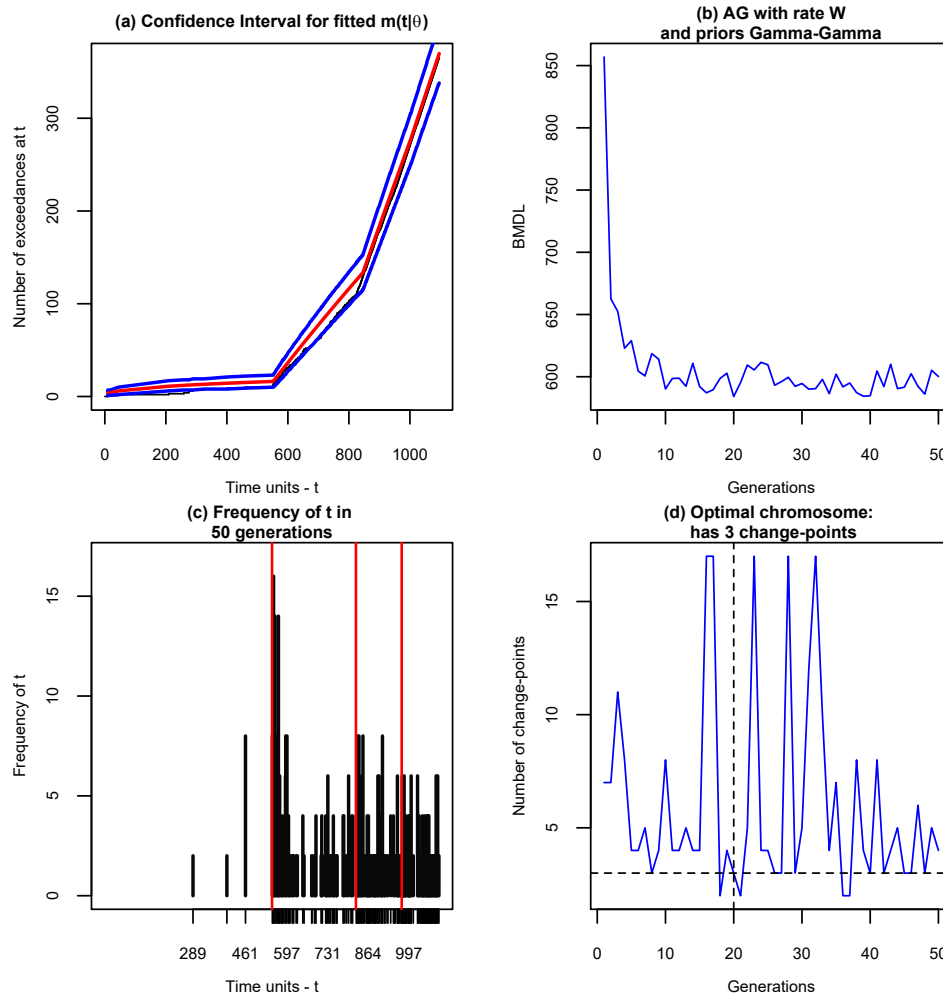 (a) Confidence Interval for fitted m(t|θ)
Number of exceedances at t
300
200
100
0
0 200 400 600 800 1000
Time units - t
(b) AG with rate W
and priors Gamma-Gamma
BMDL
850
800
750
700
650
600
0 10 20 30 40 50
Generations
(c) Frequency of t in
50 generations
Frequency of t
15
10
5
0
289 461 597 731 864 997
Time units - t
(d) Optimal chromosome:
has 3 change-points
Number of change-points
15
10
5
0 10 20 30 40 50
Generations